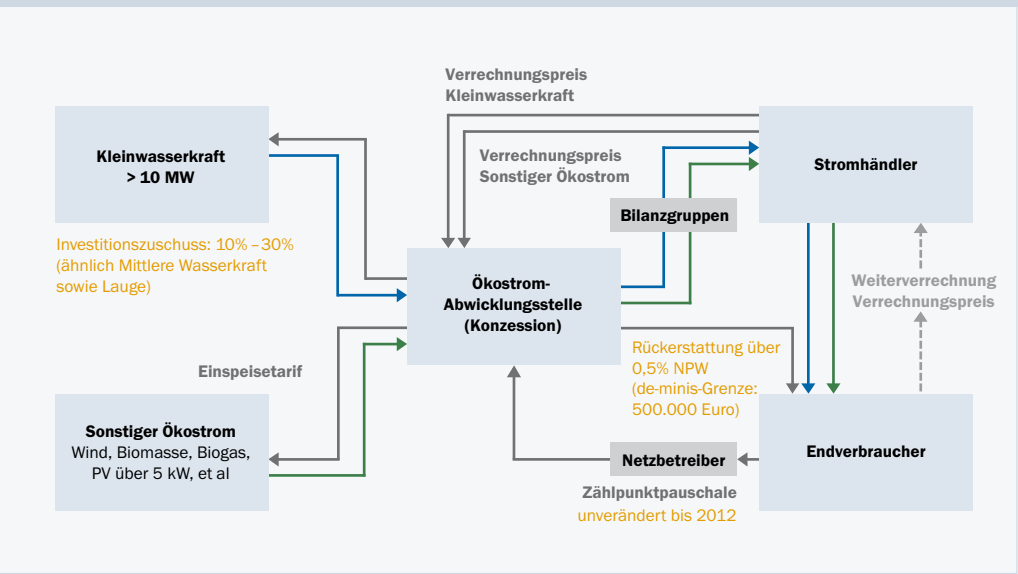 Verrechnungspreis
Kleinwasserkraft
Kleinwasserkraft
> 10 MW
Verrechnungspreis
Sonstiger Ökostrom
Stromhändler
Bilanzgruppen
Investitionszuschuss: 10% – 30%
(ähnlich Mittlere Wasserkraft
sowie Lauge)
Ökostrom-
Abwicklungsstelle
(Konzession)
Weiterverrechnung
Verrechnungspreis
Einspeisetarif
Rückerstattung über
0,5% NPW
(de-minis-Grenze:
500.000 Euro)
Sonstiger Ökostrom
Wind, Biomasse, Biogas,
PV über 5 kW, et al
Netzbetreiber
Endverbraucher
Zählpunktpauschale
unverändert bis 2012